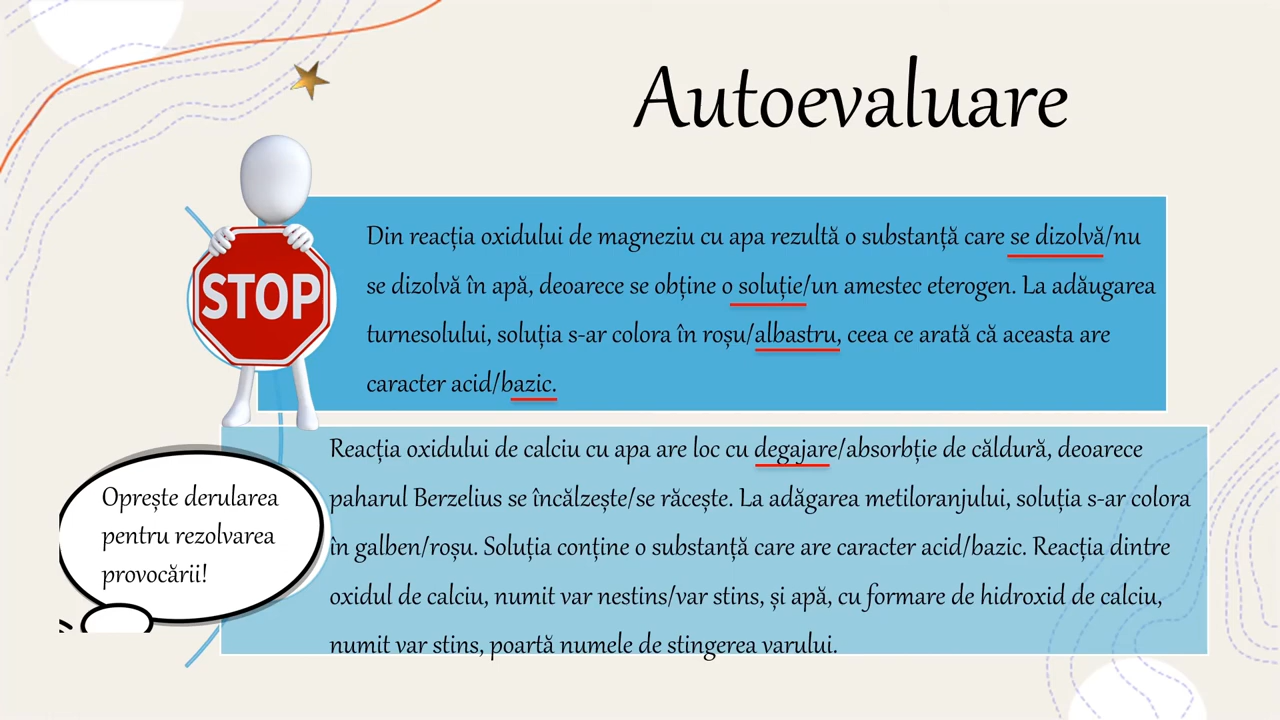 Autoevaluare
STOP
Din reacția oxidului de magneziu cu apa rezultă o substanță care se dizolvă/nu
se dizolvă în apă, deoarece se obține o soluție/un amestec eterogen. La adăugarea
turnesolului, soluția s-ar colora în roșu/albastru, ceea ce arată că aceasta are
caracter acid/bazic.
Reacția oxidului de calciu cu apa are loc cu degajare/absorbție de căldură, deoarece
paharul Berzelius se încălzește/se răcește. La adăgarea metiloranjului, soluția s-ar colora
în galben/roșu. Soluția conține o substanță care are caracter acid/bazic. Reacția dintre
oxidul de calciu, numit var nestins/var stins, și apă, cu formare de hidroxid de calciu,
numit var stins, poartă numele de stingerea varului.
Oprește derularea
pentru rezolvarea
provocării!